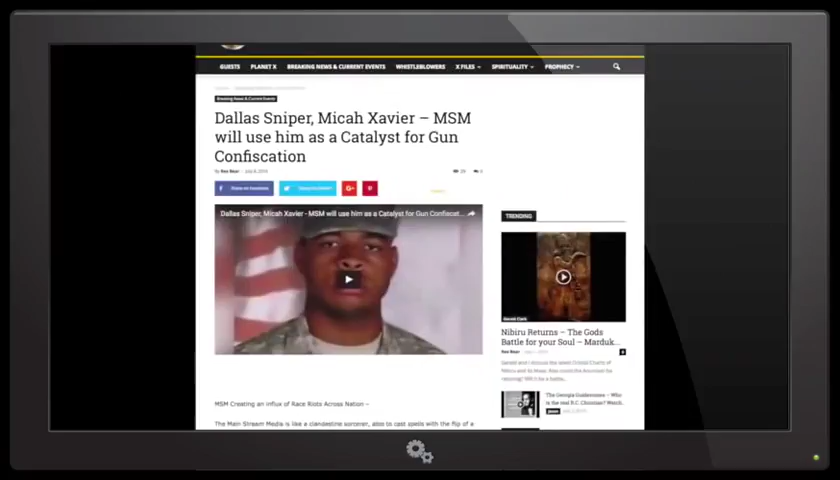 GUESTS PLANET X BREAKING NEWS & CURRENT EVENTS WHISTLEBLOWERS X FILES SPIRITUALITY PROPHECY
Breaking News & Current Events
Dallas Sniper, Micah Xavier – MSM
will use him as a Catalyst for Gun
Confiscation
Dallas Sniper, Micah Xavier - MSM will use him as a Catalyst for Gun Confiscat...
MSM Creating an influx of Race Riots Across Nation –
The Main Stream Media is like a clandestine sorcerer, able to cast spells with the flip of a
TRENDING
Gerald Clark
Nibiru Returns – The Gods
Battle for your Soul – Marduk...
The Georgia Guidestones – Who
is the real R.C. Christian? Watch.